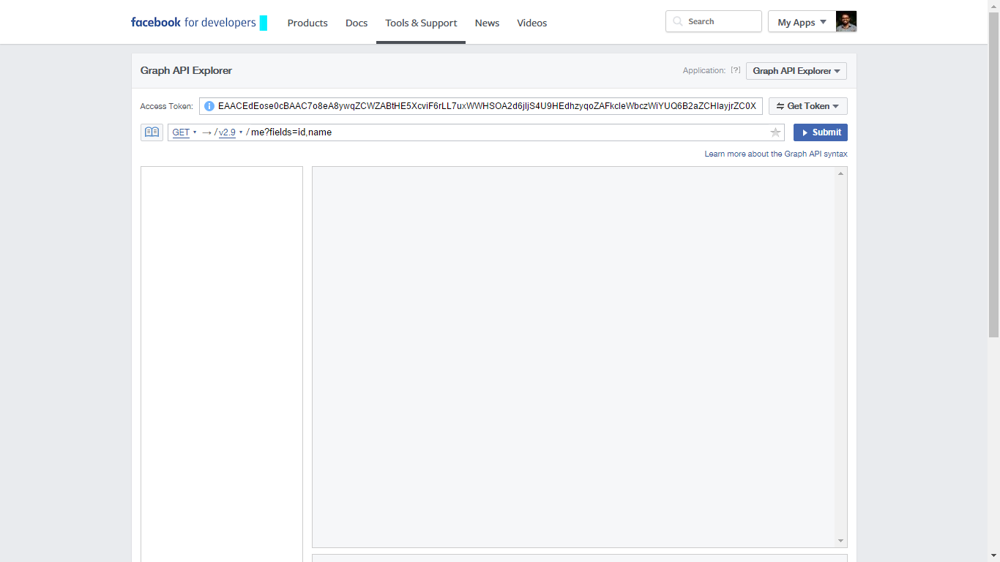 facebook for developers Products Docs Tools & Support News Videos Search My Apps
Graph API Explorer Application: [?] Graph API Explorer
Access Token: EAACEdEose0cBAAC7o8eA8ywqZCWZABtHE5XcviF6rLL7uxWWHSOA2d6jIjS4U9HEdhzyqoZAFkcleWbczWiYUQ6B2aZCHlayjrZC0X Get Token
GET → / v2.9 / me?fields=id,name Submit
Learn more about the Graph API syntax